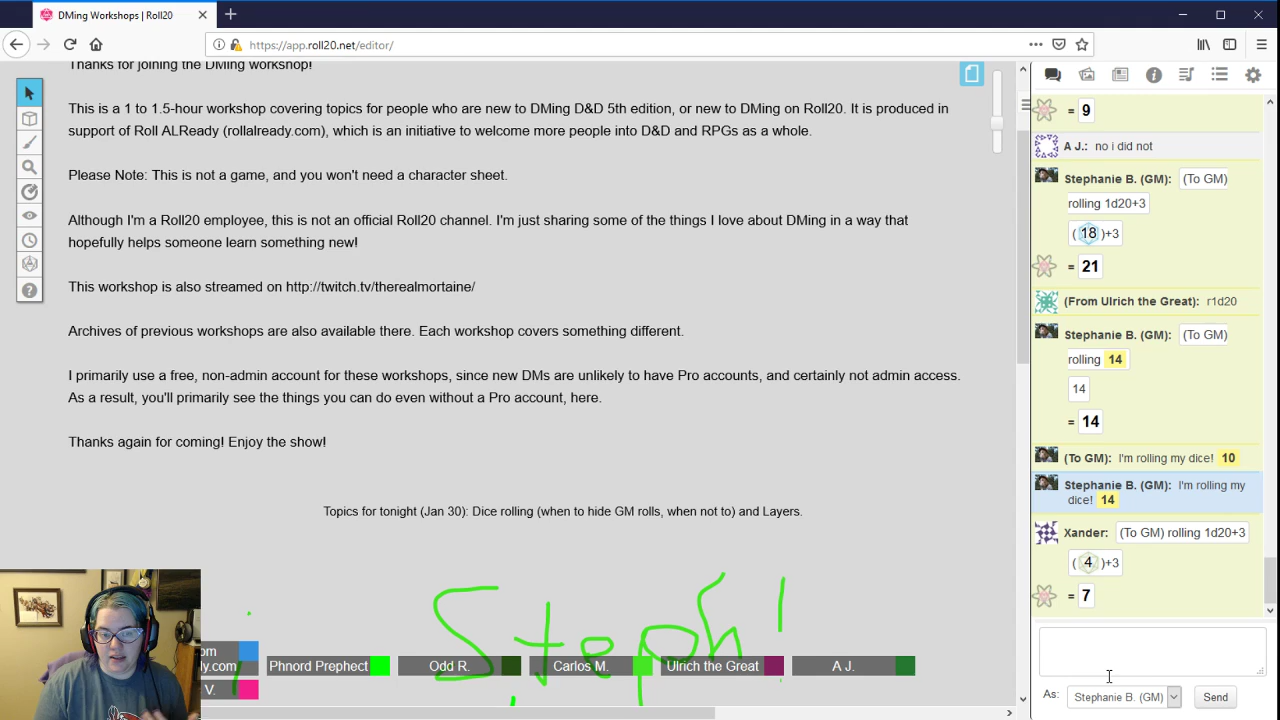 DMing Workshops | Roll20
https://app.roll20.net/editor/
Thanks for joining the DMing workshop!
This is a 1 to 1.5-hour workshop covering topics for people who are new to DMing D&D 5th edition, or new to DMing on Roll20. It is produced in
support of Roll ALReady (rollalready.com), which is an initiative to welcome more people into D&D and RPGs as a whole.
Please Note: This is not a game, and you won't need a character sheet.
Although I'm a Roll20 employee, this is not an official Roll20 channel. I'm just sharing some of the things I love about DMing in a way that
hopefully helps someone learn something new!
This workshop is also streamed on http://twitch.tv/therealmortaine/
Archives of previous workshops are also available there. Each workshop covers something different.
I primarily use a free, non-admin account for these workshops, since new DMs are unlikely to have Pro accounts, and certainly not admin access.
As a result, you'll primarily see the things you can do even without a Pro account, here.
Thanks again for coming! Enjoy the show!
Topics for tonight (Jan 30): Dice rolling (when to hide GM rolls, when not to) and Layers.
Steph!
om
ly.com
V.
Phnord Prephect
Odd R.
Carlos M.
Ulrich the Great
A J.
= 9
A J.: no i did not
Stephanie B. (GM): (To GM)
rolling 1d20+3
(18)+3
= 21
(From Ulrich the Great): r1d20
Stephanie B. (GM): (To GM)
rolling 14
14
= 14
(To GM): I'm rolling my dice! 10
Stephanie B. (GM): I'm rolling my
dice! 14
Xander: (To GM) rolling 1d20+3
(4)+3
= 7
As: Stephanie B. (GM) Send